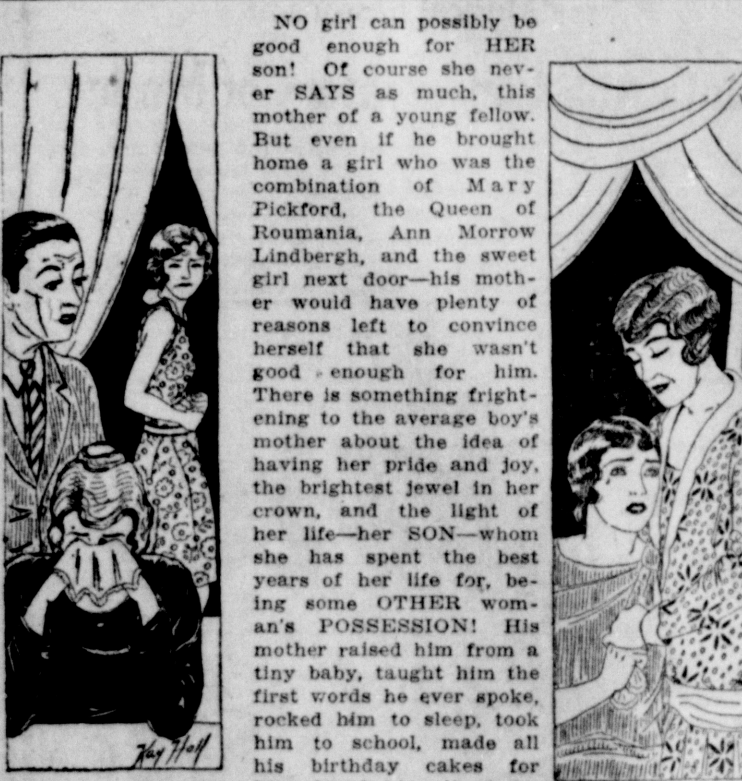 NO girl can possibly be
good enough for HER
son! Of course she nev-
er SAYS as much, this
mother of a young fellow.
But even if he brought
home a girl who was the
combination of Mary
Pickford, the Queen of
Roumania, Ann Morrow
Lindbergh, and the sweet
girl next door—his moth-
er would have plenty of
reasons left to convince
herself that she wasn't
good enough for him.
There is something fright-
ening to the average boy's
mother about the idea of
having her pride and joy,
the brightest jewel in her
crown, and the light of
her life—her SON—whom
she has spent the best
years of her life for, be-
ing some OTHER wom-
an's POSSESSION! His
mother raised him from a
tiny baby, taught him the
first words he ever spoke,
rocked him to sleep, took
him to school, made all
his birthday cakes for